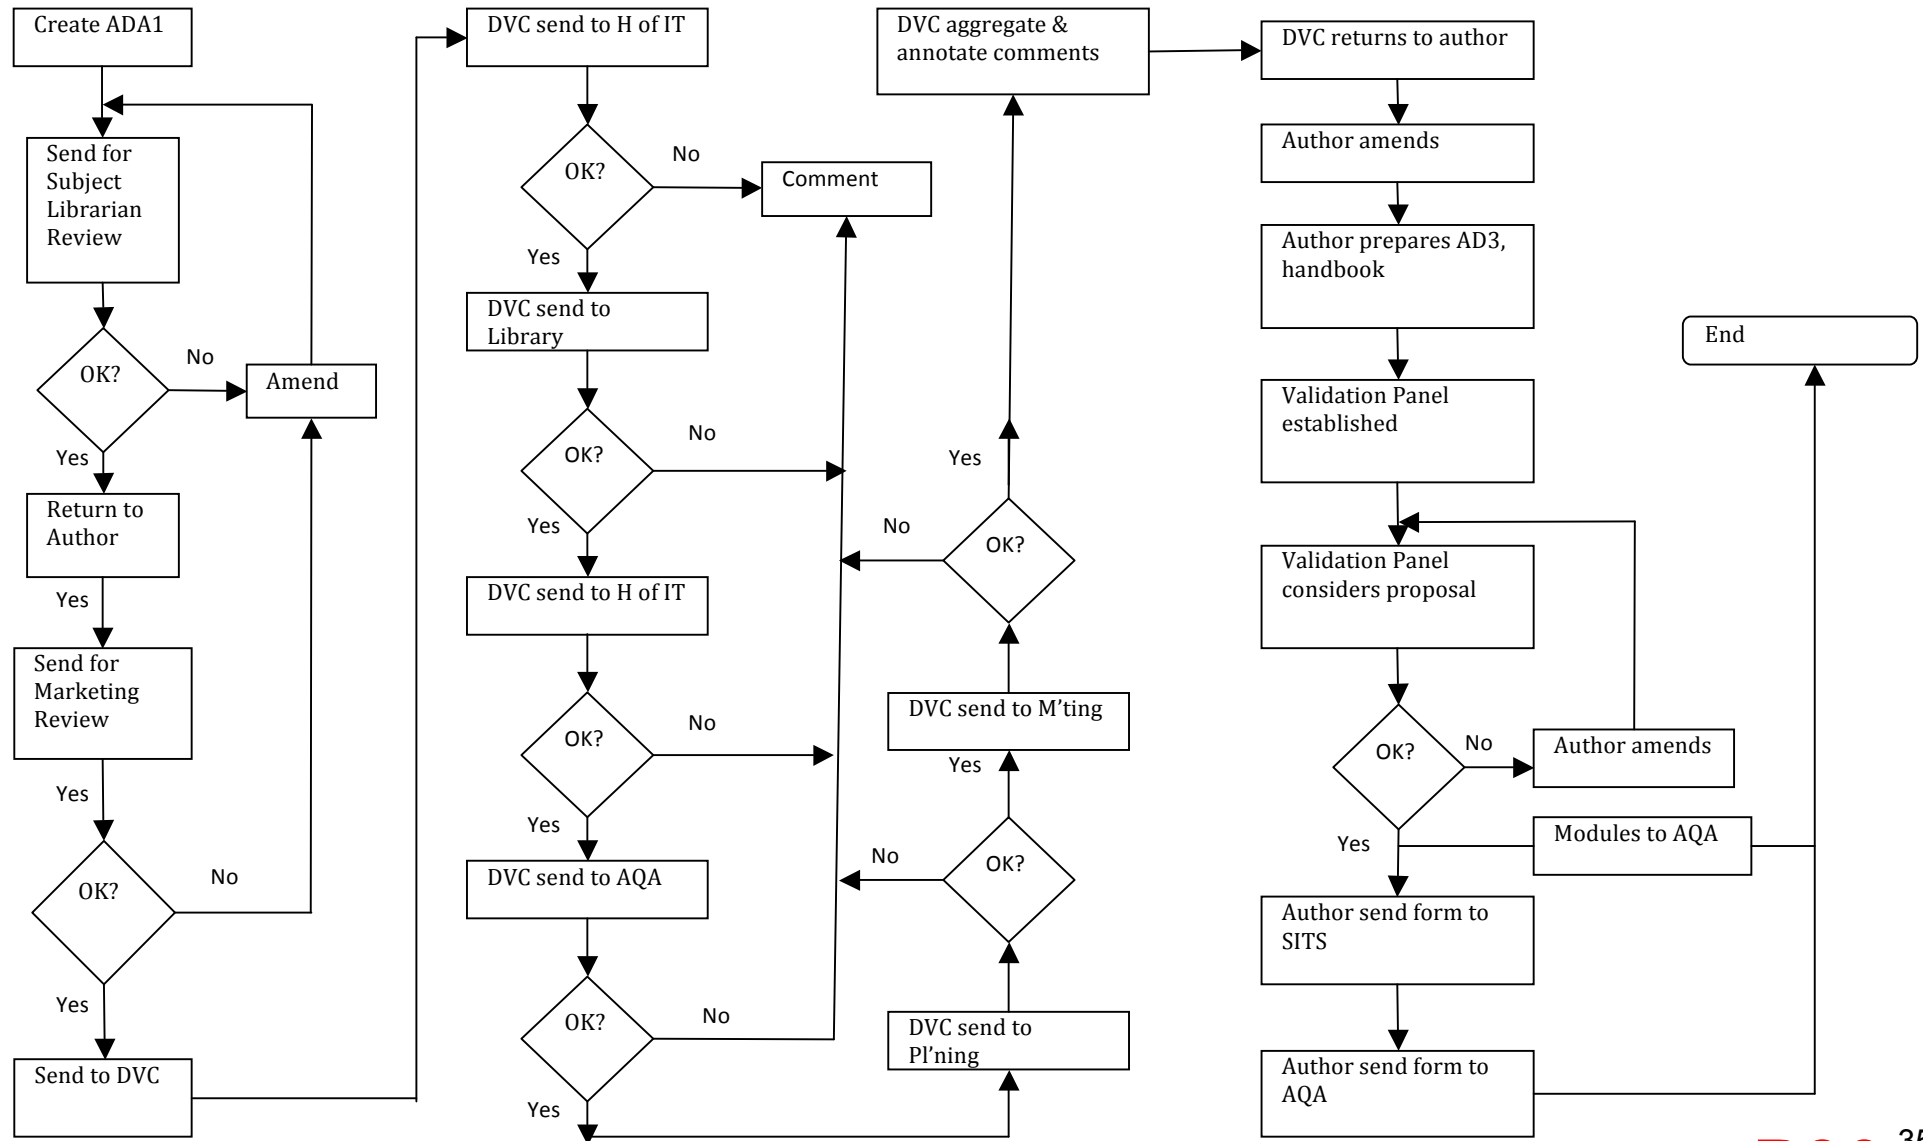 Create ADA1
Send for
Subject
Librarian
Review
OK?
No
Amend
Yes
Return to
Author
Yes
Send for
Marketing
Review
Yes
OK?
No
Yes
Send to DVC
DVC send to H of IT
OK?
No
Comment
Yes
DVC send to
Library
OK?
No
Yes
DVC send to H of IT
OK?
No
Yes
DVC send to AQA
OK?
No
Yes
DVC send to
Pl'ning
OK?
No
Yes
DVC send to M'ting
OK?
No
Yes
DVC aggregate &
annotate comments
DVC returns to author
Author amends
Author prepares AD3,
handbook
Validation Panel
established
Validation Panel
considers proposal
OK?
No
Author amends
Yes
Modules to AQA
Author send form to
SITS
Author send form to
AQA
End
35